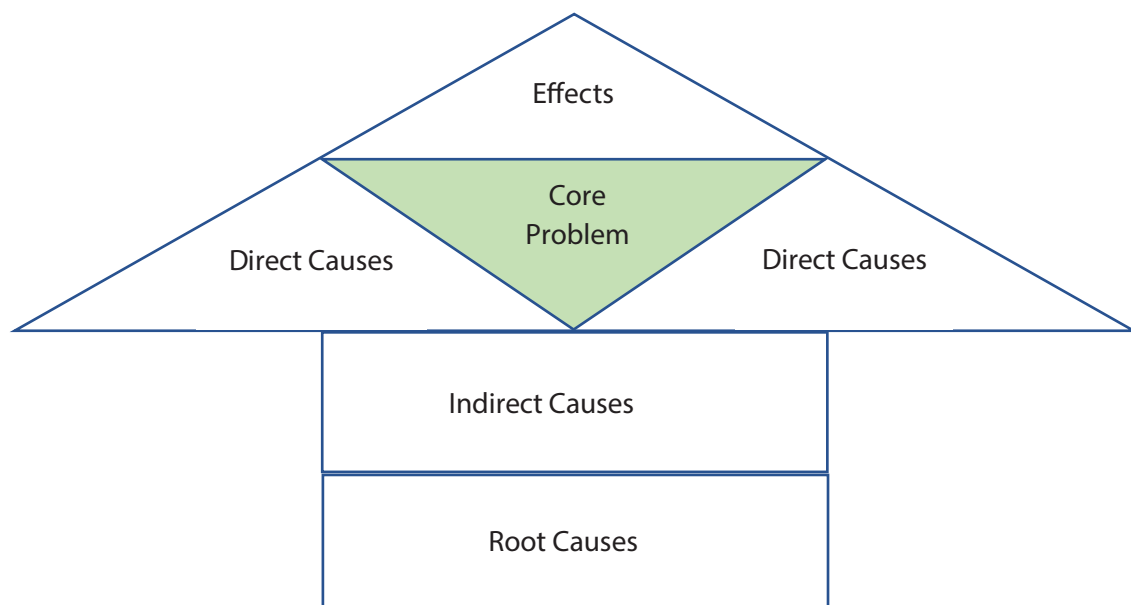 Effects
Core
Problem
Direct Causes
Direct Causes
Indirect Causes
Root Causes